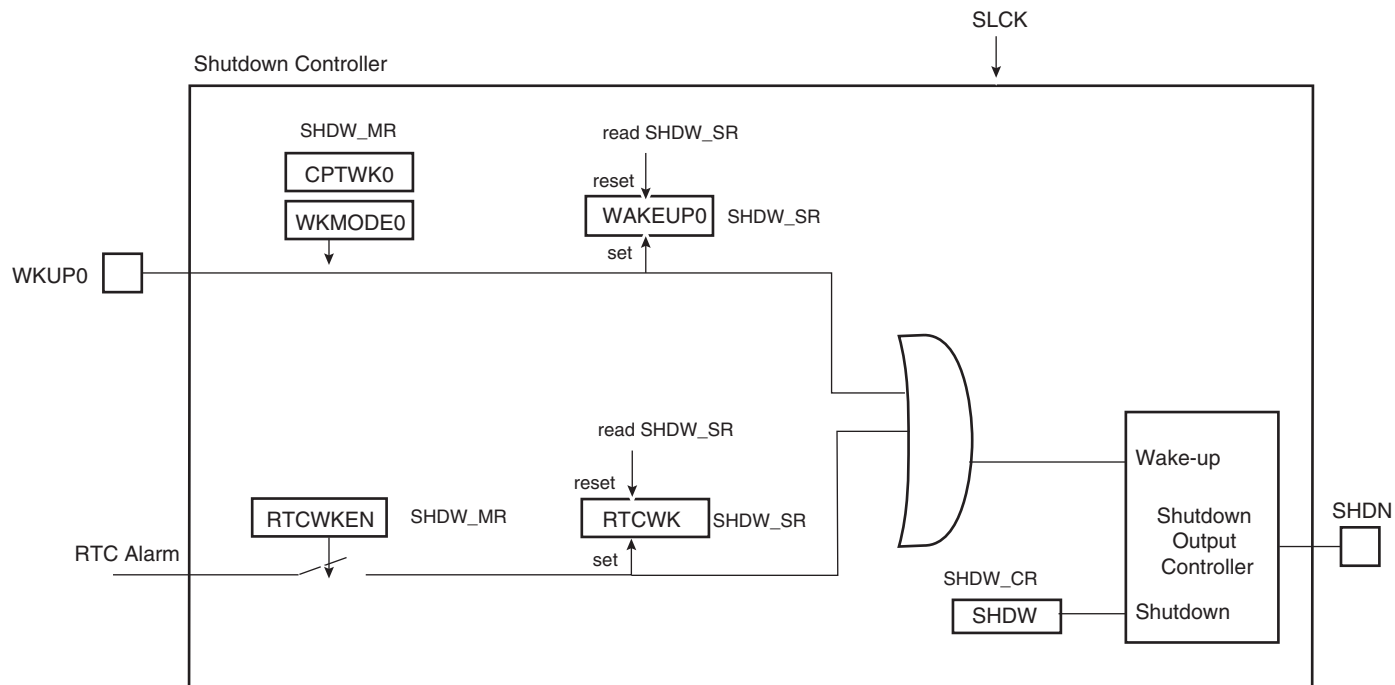 SLCK
Shutdown Controller
SHDW_MR
CPTWK0
WKMODE0
read SHDW_SR
reset
WAKEUP0
SHDW_SR
set
WKUP0
read SHDW_SR
reset
RTCWKEN
SHDW_MR
RTCWK
SHDW_SR
set
RTC Alarm
Wake-up
Shutdown
Output
Controller
SHDN
SHDW_CR
SHDW
Shutdown